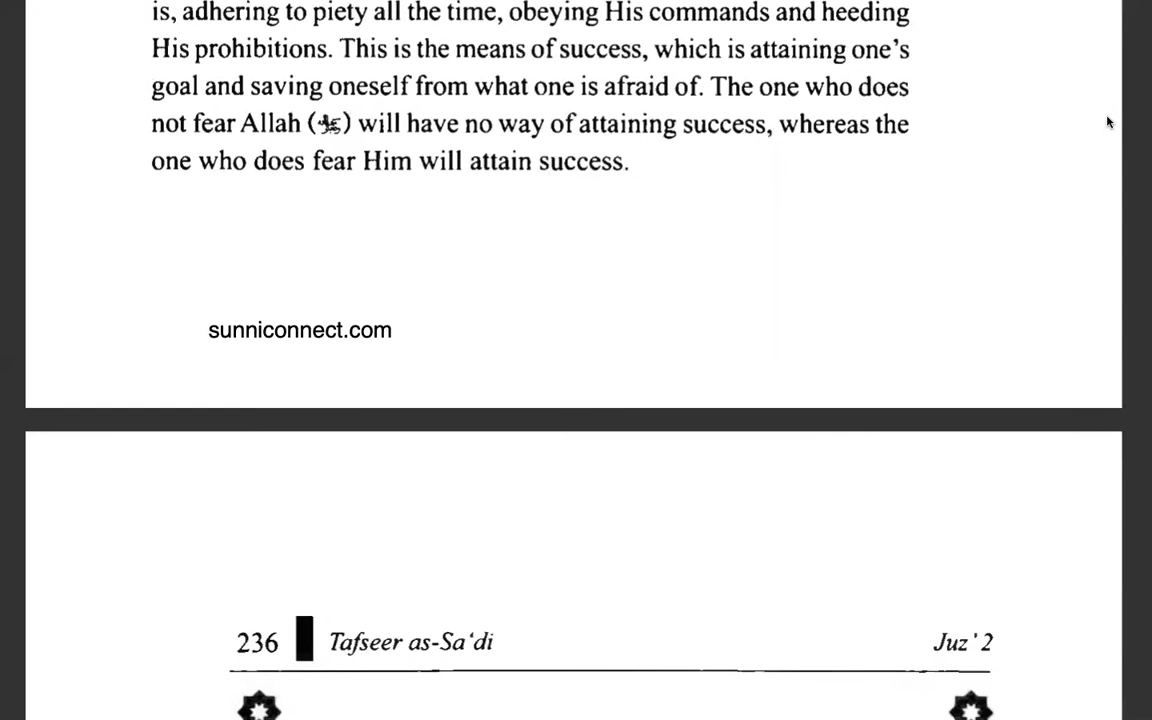 is, adhering to piety all the time, obeying His commands and heeding
His prohibitions. This is the means of success, which is attaining one’s
goal and saving oneself from what one is afraid of. The one who does
not fear Allah (ﷻ) will have no way of attaining success, whereas the
one who does fear Him will attain success.
sunniconnect.com
236 Tafseer as-Sa‘di Juz’ 2